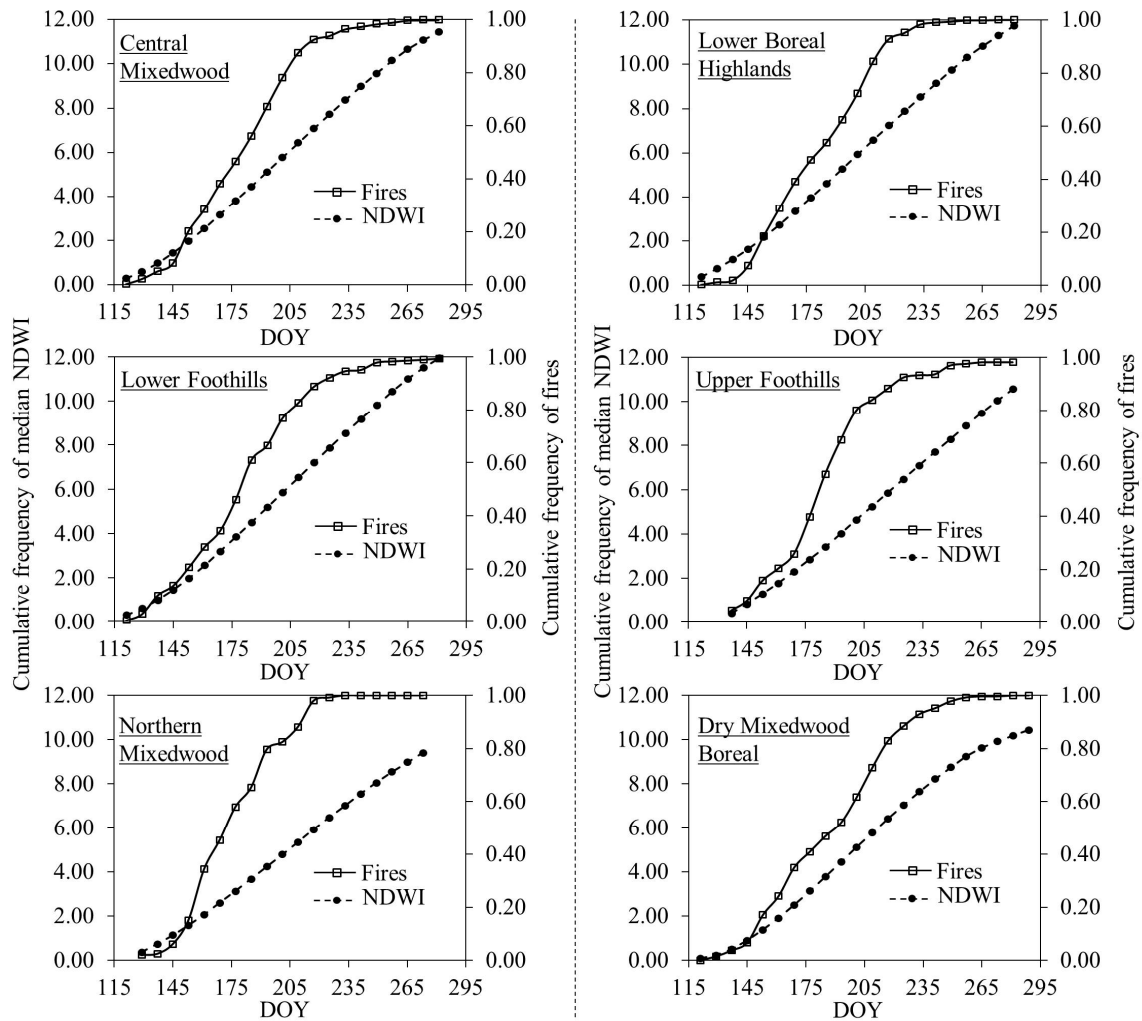 12.00
10.00
8.00
6.00
4.00
2.00
0.00
Central
Mixedwood
Fires
NDWI
1.00
0.80
0.60
0.40
0.20
0.00
115 145 175 205 235 265 295
DOY
12.00
10.00
8.00
6.00
4.00
2.00
0.00
Lower Boreal
Highlands
Fires
NDWI
1.00
0.80
0.60
0.40
0.20
0.00
115 145 175 205 235 265 295
DOY
Cumulative frequency of median NDWI
12.00
10.00
8.00
6.00
4.00
2.00
0.00
Lower Foothills
Fires
NDWI
1.00
0.80
0.60
0.40
0.20
0.00
115 145 175 205 235 265 295
DOY
Cumulative frequency of fires
Cumulative frequency of median NDWI
12.00
10.00
8.00
6.00
4.00
2.00
0.00
Upper Foothills
Fires
NDWI
1.00
0.80
0.60
0.40
0.20
0.00
115 145 175 205 235 265 295
DOY
Cumulative frequency of fires
12.00
10.00
8.00
6.00
4.00
2.00
0.00
Northern
Mixedwood
Fires
NDWI
1.00
0.80
0.60
0.40
0.20
0.00
115 145 175 205 235 265 295
DOY
12.00
10.00
8.00
6.00
4.00
2.00
0.00
Dry Mixedwood
Boreal
Fires
NDWI
1.00
0.80
0.60
0.40
0.20
0.00
115 145 175 205 235 265 295
DOY